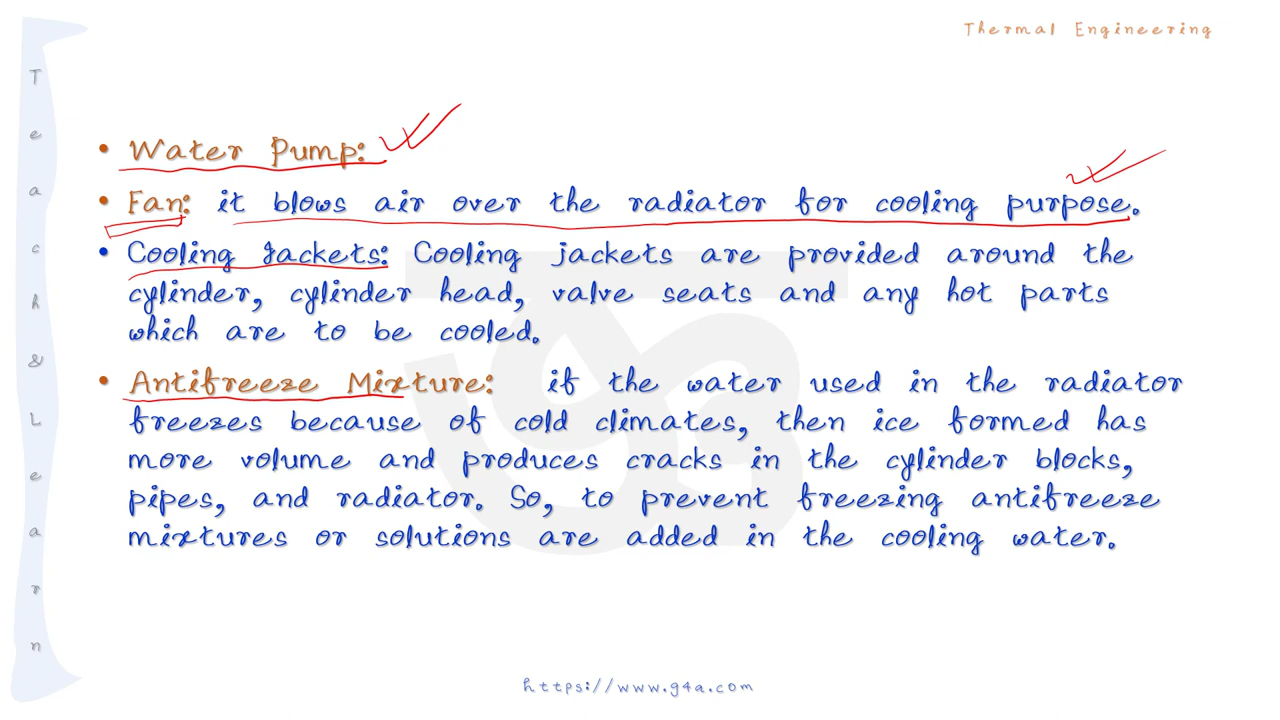 Thermal Engineering
Teach&Learn
• Water Pump:
• Fan: it blows air over the radiator for cooling purpose.
• Cooling Jackets: Cooling jackets are provided around the
cylinder, cylinder head, valve seats and any hot parts
which are to be cooled.
• Antifreeze Mixture: if the water used in the radiator
freezes because of cold climates, then ice formed has
more volume and produces cracks in the cylinder blocks,
pipes, and radiator. So, to prevent freezing antifreeze
mixtures or solutions are added in the cooling water.
https://www.g4a.com